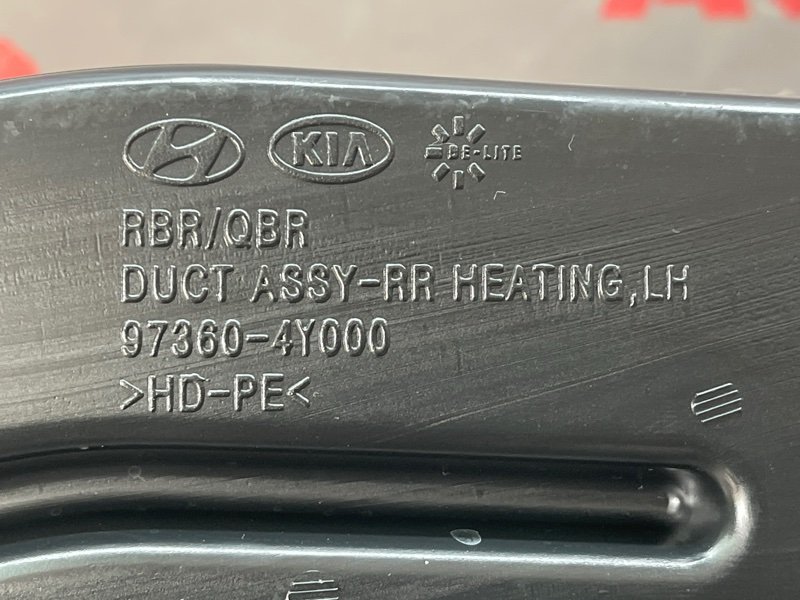 KIA
BE-LITE
RBR/QBR
DUCT ASSY-RR HEATING,LH
97360-4Y000
>HD-PE<